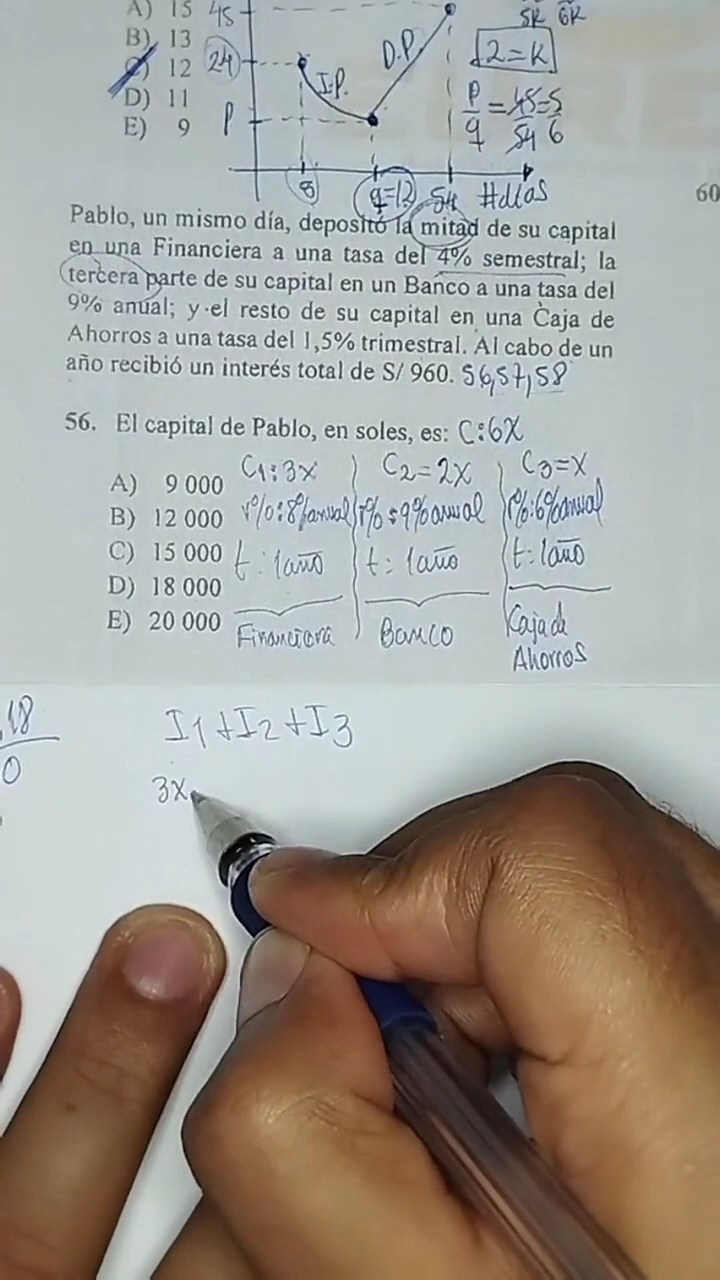 A) 15 45
B) 13
C) 12 24 I.P. D.P.
D) 11
E) 9 P
5K 6K
2=K
P/q = 45/54 = 5/6
8 q=12 54 #días
60
Pablo, un mismo día, depositó la mitad de su capital
en una Financiera a una tasa del 4% semestral; la
tercera parte de su capital en un Banco a una tasa del
9% anual; y el resto de su capital en una Caja de
Ahorros a una tasa del 1,5% trimestral. Al cabo de un
año recibió un interés total de S/ 960. 56,57,58
56. El capital de Pablo, en soles, es: C:6X
A) 9 000
B) 12 000
C) 15 000
D) 18 000
E) 20 000
C1:3x
r%:8%anual
t:1año
Financiera
C2=2x
r%:9%anual
t:1año
Banco
C3=x
r%:6%anual
t:1año
Caja de
Ahorros
18
0
I1+I2+I3
3x